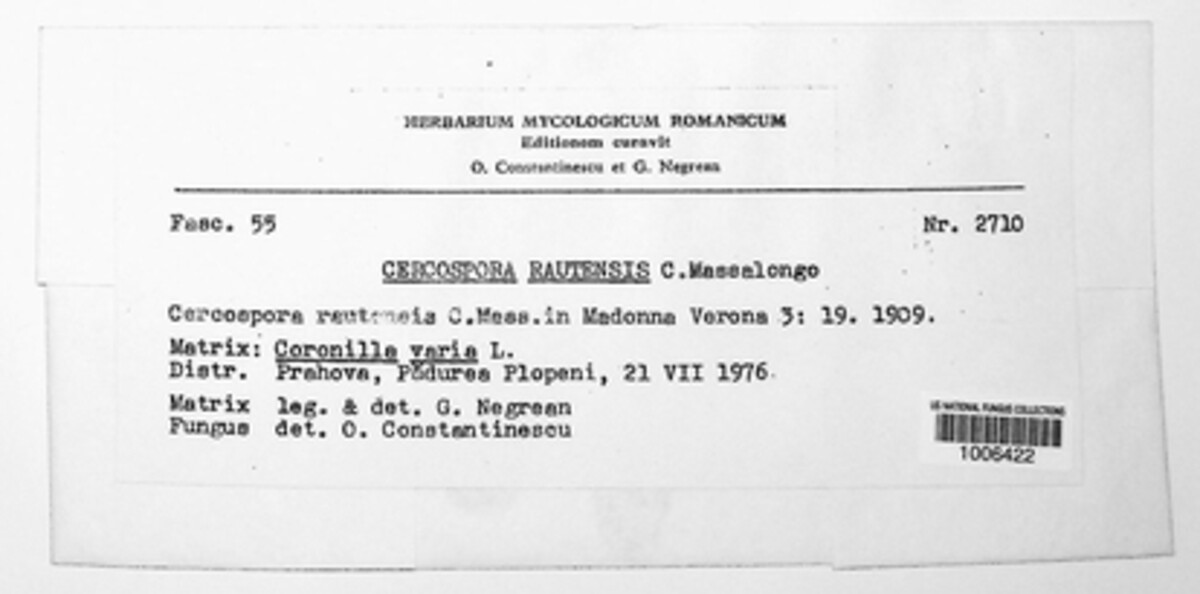 HERBARIUM MYCOLOGICUM ROMANICUM
Editionem curavit
O. Constantinescu et G. Negrean
Fasc. 55 Nr. 2710
CERCOSPORA RAUTENSIS C.Massalongo
Cercospora rautensis C.Mass.in Madonna Verona 3: 19. 1909.
Matrix: Coronilla varia L.
Distr. Prahova, Pădurea Plopeni, 21 VII 1976.
Matrix leg. & det. G. Negrean
Fungus det. O. Constantinescu
US NATIONAL FUNGUS COLLECTIONS
1006422